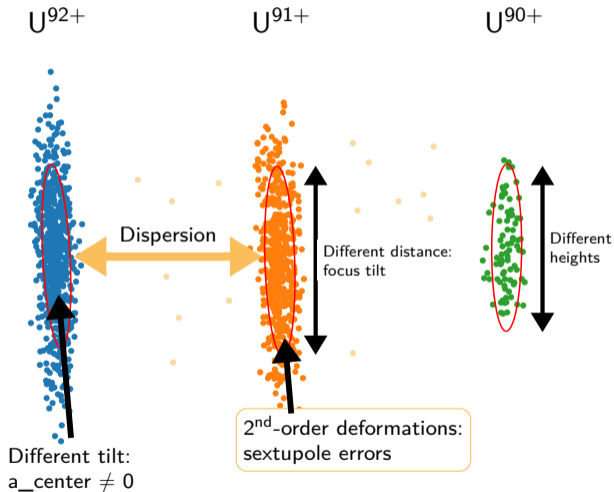 U⁹²⁺ U⁹¹⁺ U⁹⁰⁺
Dispersion
Different distance:
focus tilt
Different
heights
2ⁿᵈ-order deformations:
sextupole errors
Different tilt:
a_center ≠ 0